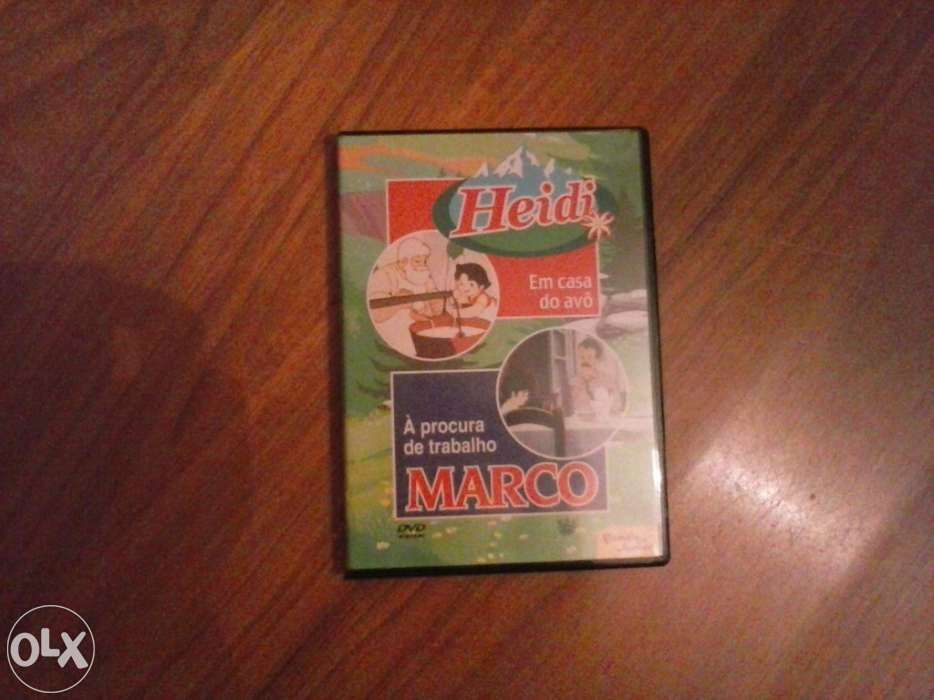 Heidi
Em casa
do avô
À procura
de trabalho
MARCO
DVD
OLX